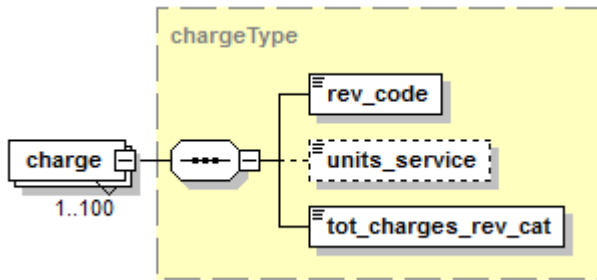 chargeType
rev_code
charge
units_service
1..100
tot_charges_rev_cat